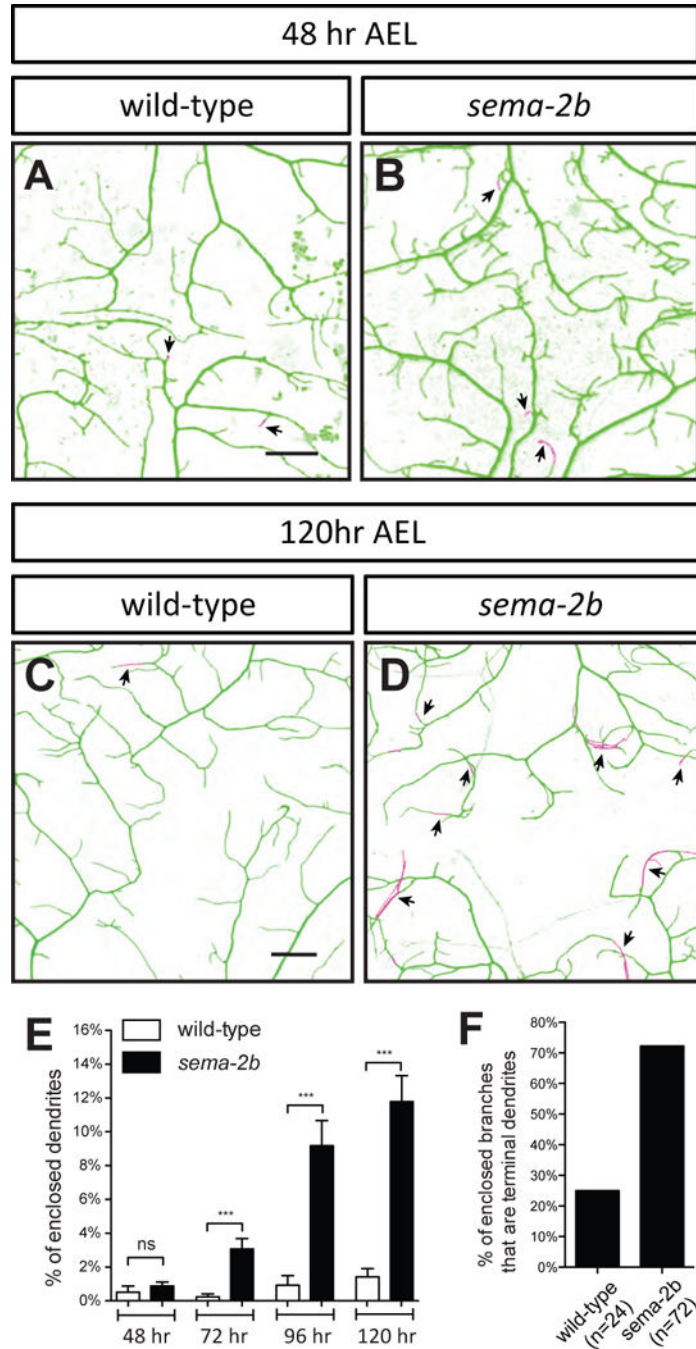 48 hr AEL
wild-type
sema-2b
A
B
120hr AEL
wild-type
sema-2b
C
D
E
wild-type
sema-2b
% of enclosed dendrites
16%
14%
12%
10%
8%
6%
4%
2%
0%
ns
***
***
***
48 hr
72 hr
96 hr
120 hr
F
% of enclosed branches
that are terminal dendrites
80%
70%
60%
50%
40%
30%
20%
10%
0%
wild-type
(n=24)
sema-2b
(n=72)